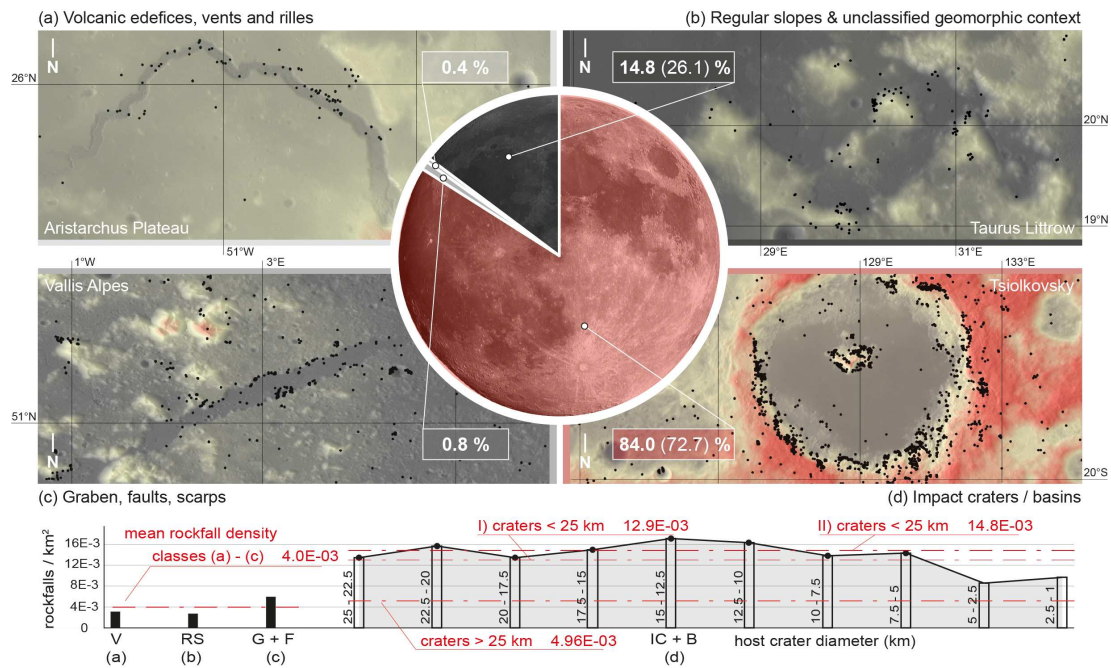 (a) Volcanic edefices, vents and rilles
(b) Regular slopes & unclassified geomorphic context
N
26°N
0.4 %
14.8 (26.1) %
N
20°N
Aristarchus Plateau
19°N
Taurus Littrow
51°W
29°E
31°E
1°W
3°E
129°E
133°E
Vallis Alpes
Tsiolkovsky
51°N
N
0.8 %
84.0 (72.7) %
N
20°S
(c) Graben, faults, scarps
(d) Impact craters / basins
mean rockfall density
classes (a) - (c) 4.0E-03
I) craters < 25 km 12.9E-03
II) craters < 25 km 14.8E-03
rockfalls / km²
16E-3
12E-3
8E-3
4E-3
0
25 - 22.5
22.5 - 20
20 - 17.5
17.5 - 15
15 - 12.5
12.5 - 10
10 - 7.5
7.5 - 5
5 - 2.5
2.5 - 1
craters > 25 km 4.96E-03
V
RS
G + F
IC + B
host crater diameter (km)
(a)
(b)
(c)
(d)